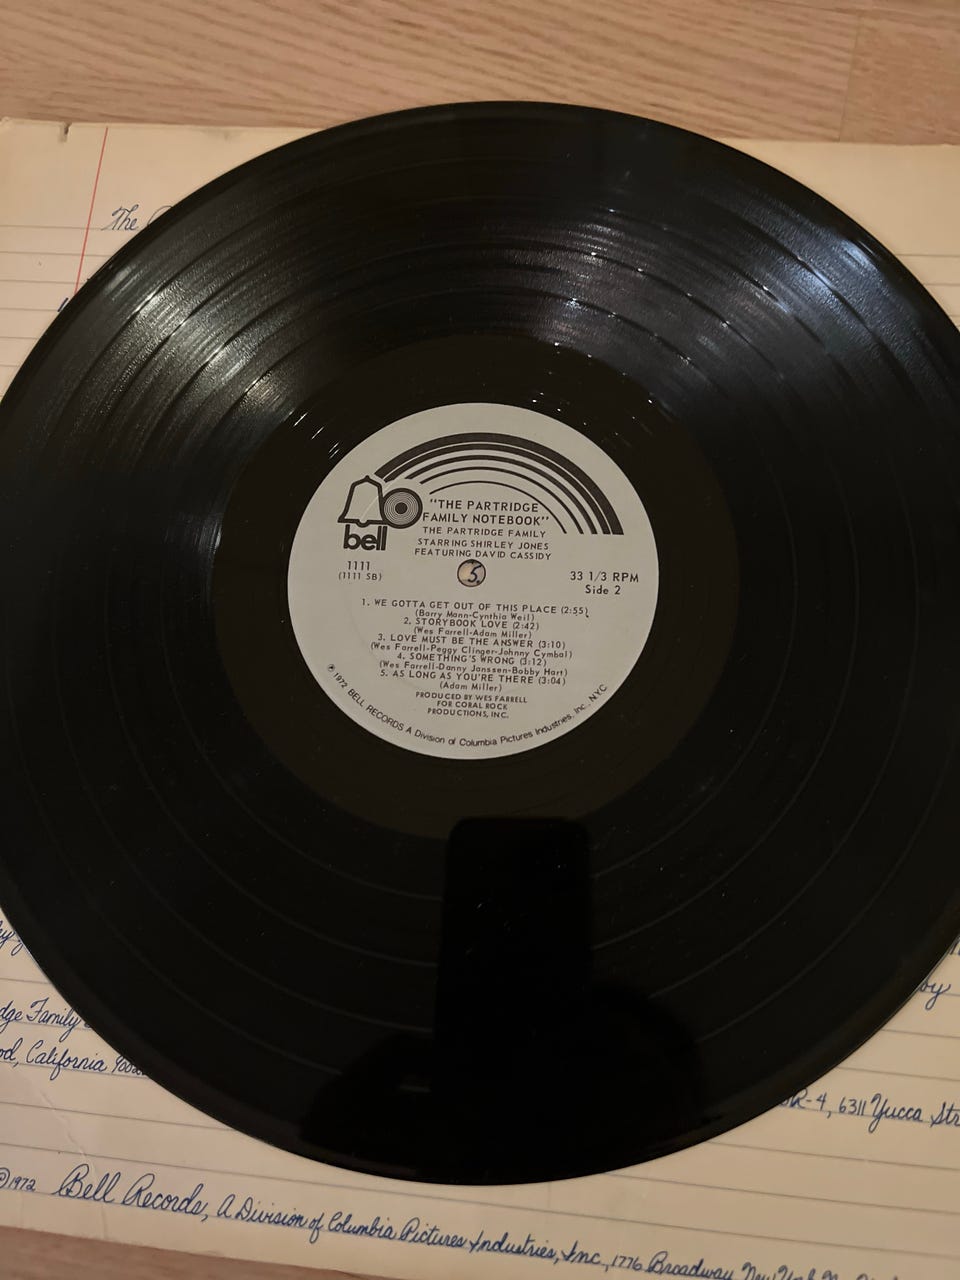 The
"THE PARTRIDGE
FAMILY NOTEBOOK"
THE PARTRIDGE FAMILY
STARRING SHIRLEY JONES
FEATURING DAVID CASSIDY
bell
1111
(1111 SB)
5.
33 1/3 RPM
Side 2
1. WE GOTTA GET OUT OF THIS PLACE (2:55)
(Barry Mann-Cynthia Weil)
2. STORYBOOK LOVE (2:42)
(Wes Farrell-Adam Miller)
3. LOVE MUST BE THE ANSWER (3:10)
(Wes Farrell-Peggy Clinger-Johnny Cymbal)
4. SOMETHING'S WRONG (3:12)
(Wes Farrell-Danny Janssen-Bobby Hart)
5. AS LONG AS YOU'RE THERE (3:04)
(Adam Miller)
PRODUCED BY WES FARRELL
FOR CORAL ROCK
PRODUCTIONS, INC.
℗ 1972 BELL RECORDS A Division of Columbia Pictures Industries, Inc., N.Y.C.
dge Family
od, California
R-4, 6311 Yucca Str
©1972 Bell Records, A Division of Columbia Pictures Industries, Inc., 1776 Broadway, New York